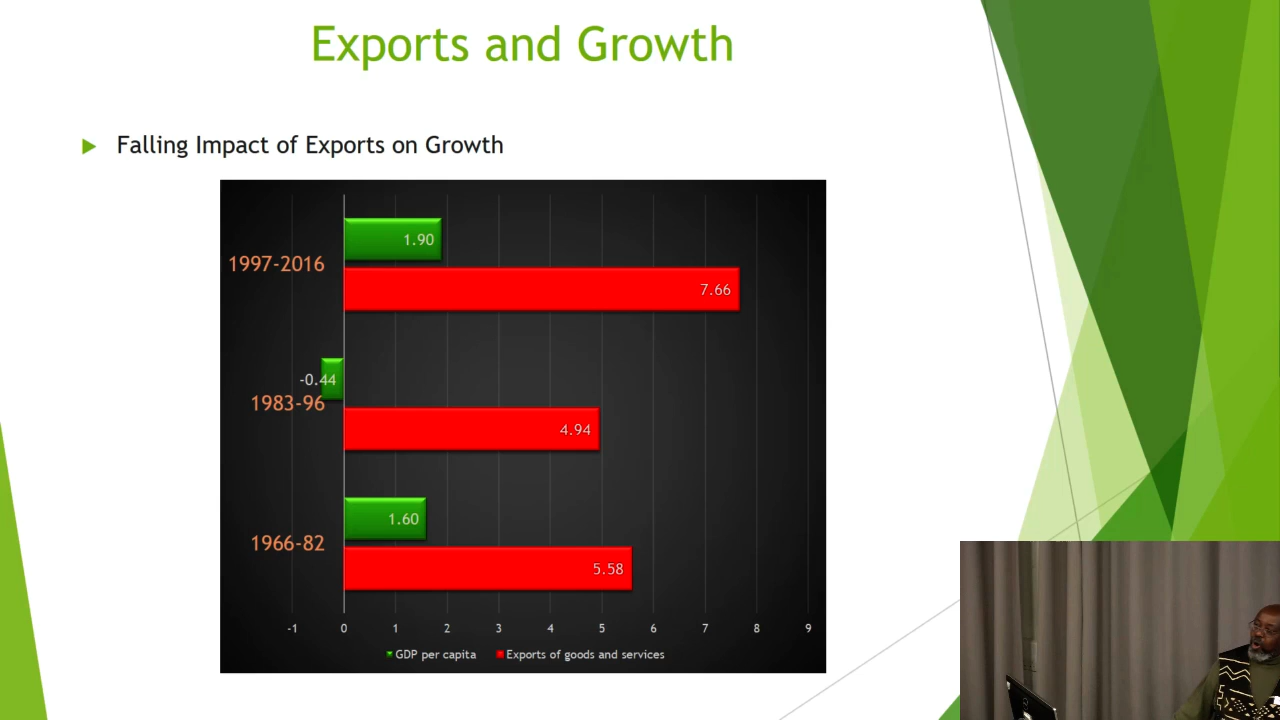 Exports and Growth
Falling Impact of Exports on Growth
1.90
1997-2016
7.66
-0.44
1983-96
4.94
1.60
1966-82
5.58
-1 0 1 2 3 4 5 6 7 8 9
GDP per capita Exports of goods and services